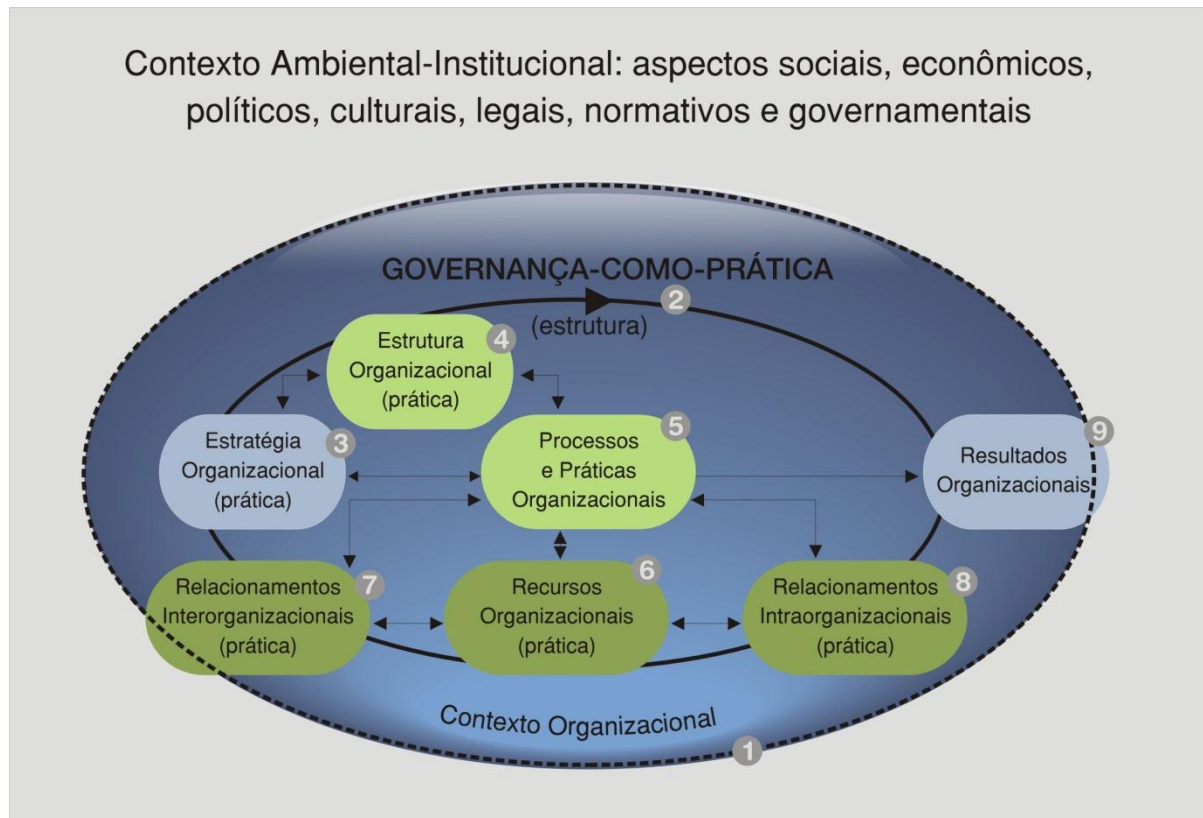 Contexto Ambiental-Institucional: aspectos sociais, econômicos,
políticos, culturais, legais, normativos e governamentais
GOVERNANÇA-COMO-PRÁTICA
2
(estrutura)
4
Estrutura
Organizacional
(prática)
3
Estratégia
Organizacional
(prática)
5
Processos
e Práticas
Organizacionais
9
Resultados
Organizacionais
7
Relacionamentos
Interorganizacionais
(prática)
6
Recursos
Organizacionais
(prática)
8
Relacionamentos
Intraorganizacionais
(prática)
Contexto Organizacional
1